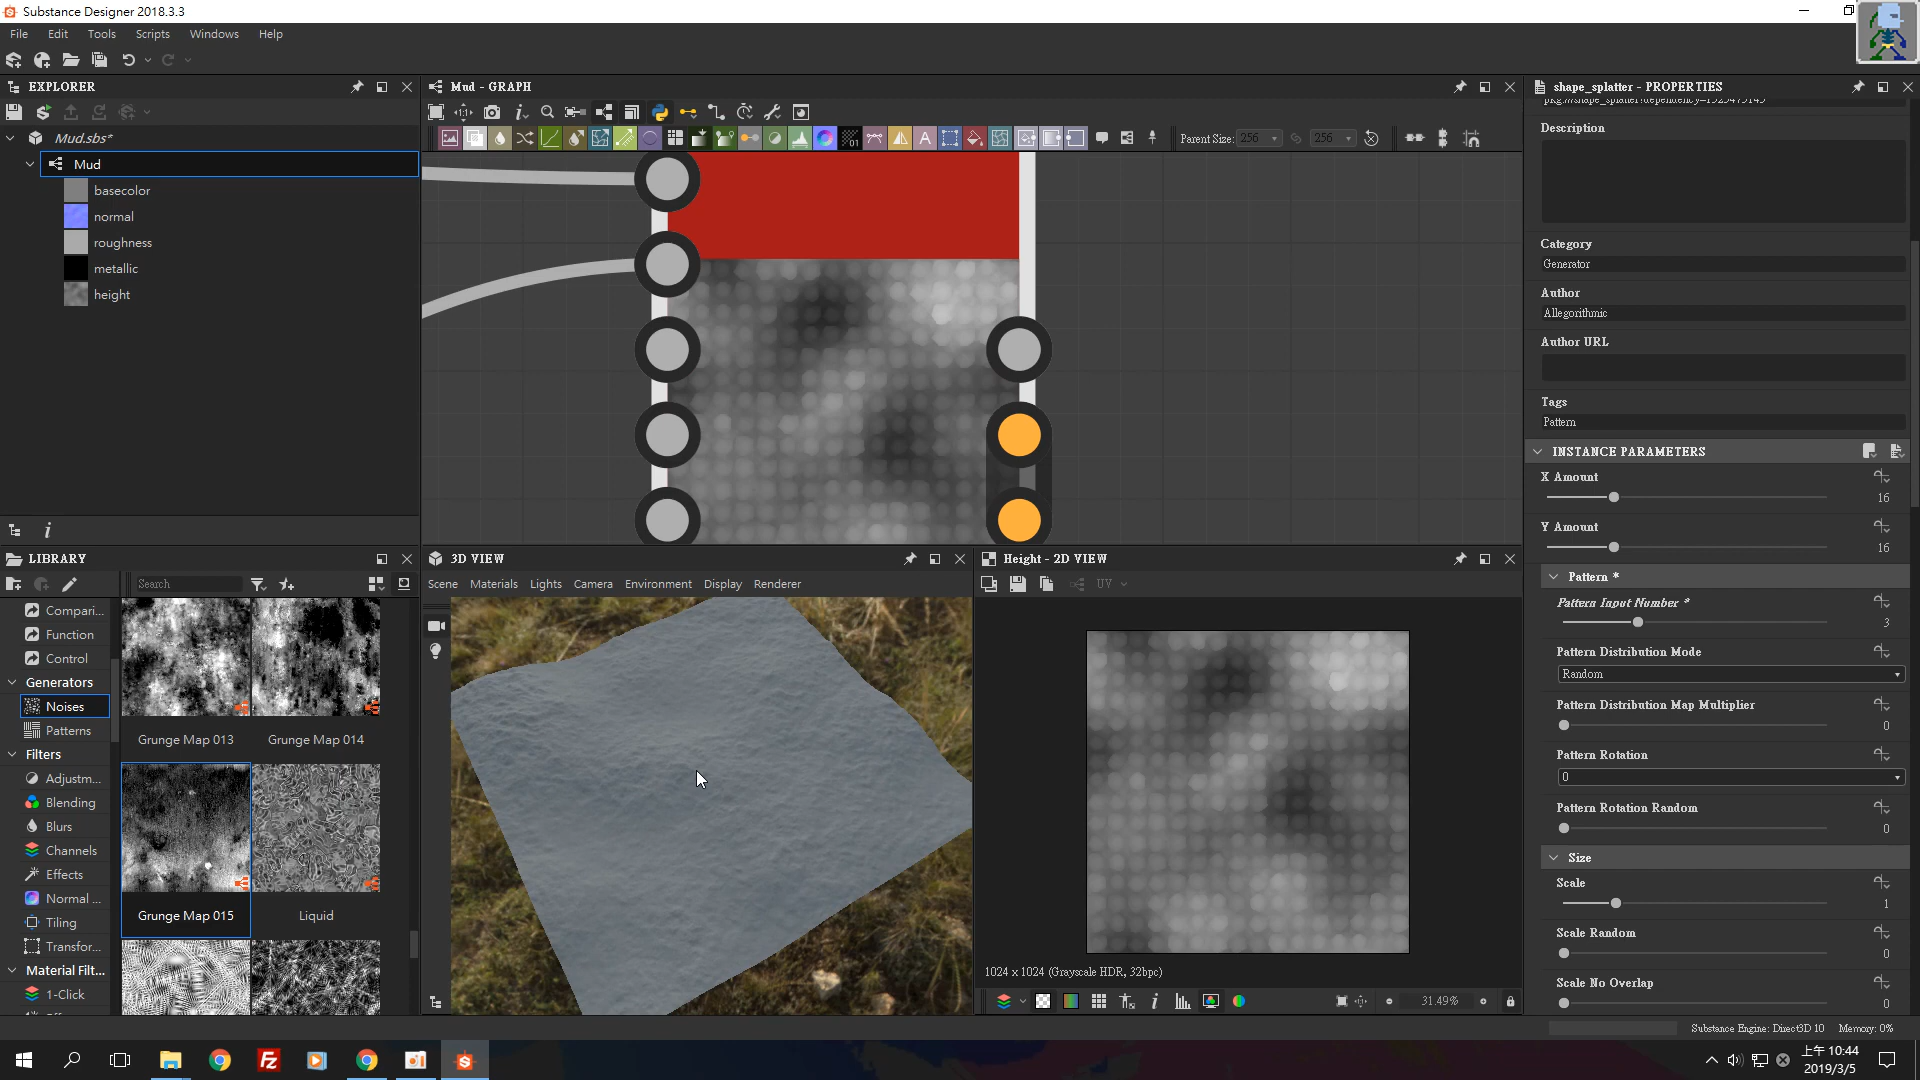 Substance Designer 2018.3.3
File Edit Tools Scripts Windows Help
EXPLORER
Mud.sbs*
Mud
basecolor
normal
roughness
metallic
height
Mud - GRAPH
Parent Size: 256 256
shape_splatter - PROPERTIES
Description
Category
Generator
Author
Allegorithmic
Author URL
Tags
Pattern
INSTANCE PARAMETERS
X Amount
16
Y Amount
16
Pattern *
Pattern Input Number *
3
Pattern Distribution Mode
Random
Pattern Distribution Map Multiplier
0
Pattern Rotation
0
Pattern Rotation Random
0
Size
Scale
1
Scale Random
0
Scale No Overlap
0
LIBRARY
Search
Compari...
Function
Control
Generators
Noises
Patterns
Filters
Adjustm...
Blending
Blurs
Channels
Effects
Normal ...
Tiling
Transfor...
Material Filt...
1-Click
Grunge Map 013
Grunge Map 014
Grunge Map 015
Liquid
3D VIEW
Scene Materials Lights Camera Environment Display Renderer
Height - 2D VIEW
UV
1024 x 1024 (Grayscale HDR, 32bpc)
31.49%
Substance Engine: Direct3D 10 Memory: 0%
上午 10:44
2019/3/5